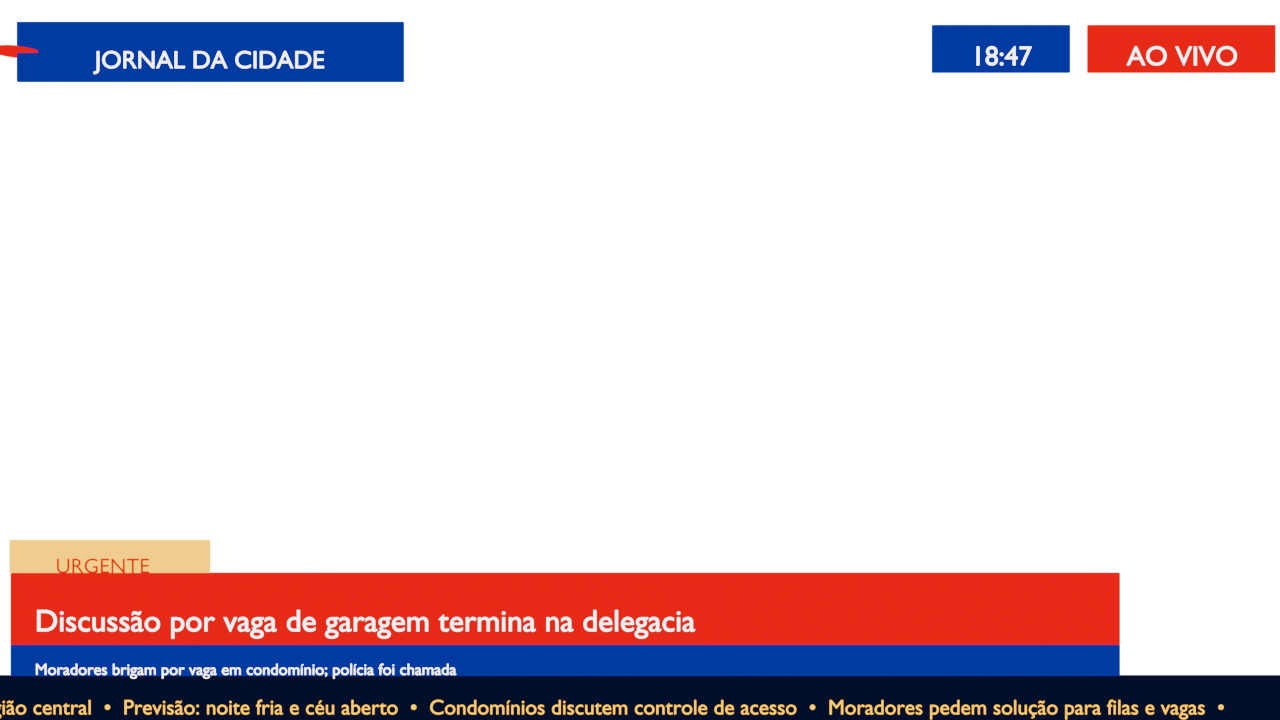 JORNAL DA CIDADE
18:47
AO VIVO
URGENTE
Discussão por vaga de garagem termina na delegacia
Moradores brigam por vaga em condomínio; polícia foi chamada
central • Previsão: noite fria e céu aberto • Condomínios discutem controle de acesso • Moradores pedem solução para filas e vagas •